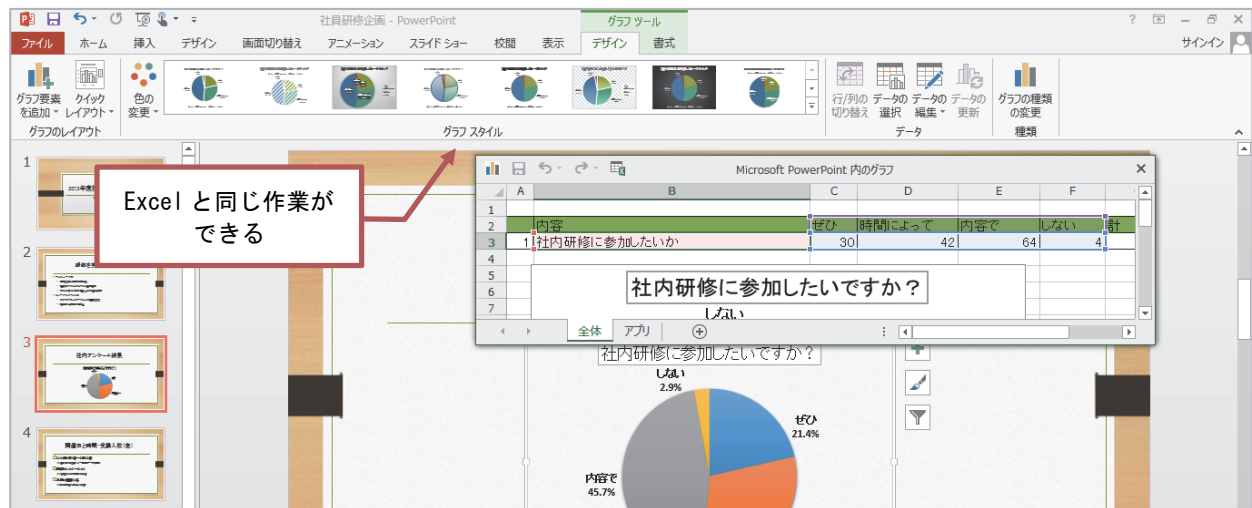 社員研修企画 - PowerPoint
グラフ ツール
ファイル ホーム 挿入 デザイン 画面切り替え アニメーション スライド ショー 校閲 表示 デザイン 書式
サインイン
グラフ要素を追加
クイックレイアウト
色の変更
行/列の切り替え
データの選択
データの編集
データの更新
グラフの種類の変更
グラフのレイアウト グラフ スタイル データ 種類
1
2
3
社内アンケート結果
4
Excel と同じ作業が
できる
Microsoft PowerPoint 内のグラフ
A B C D E F
1
2 内容 ぜひ 時間によって 内容で しない 計
3 1 社内研修に参加したいか 30 42 64 4
4
5
6
7
社内研修に参加したいですか？
しない
全体 アプリ
社内研修に参加したいですか？
しない
2.9%
ぜひ
21.4%
内容で
45.7%